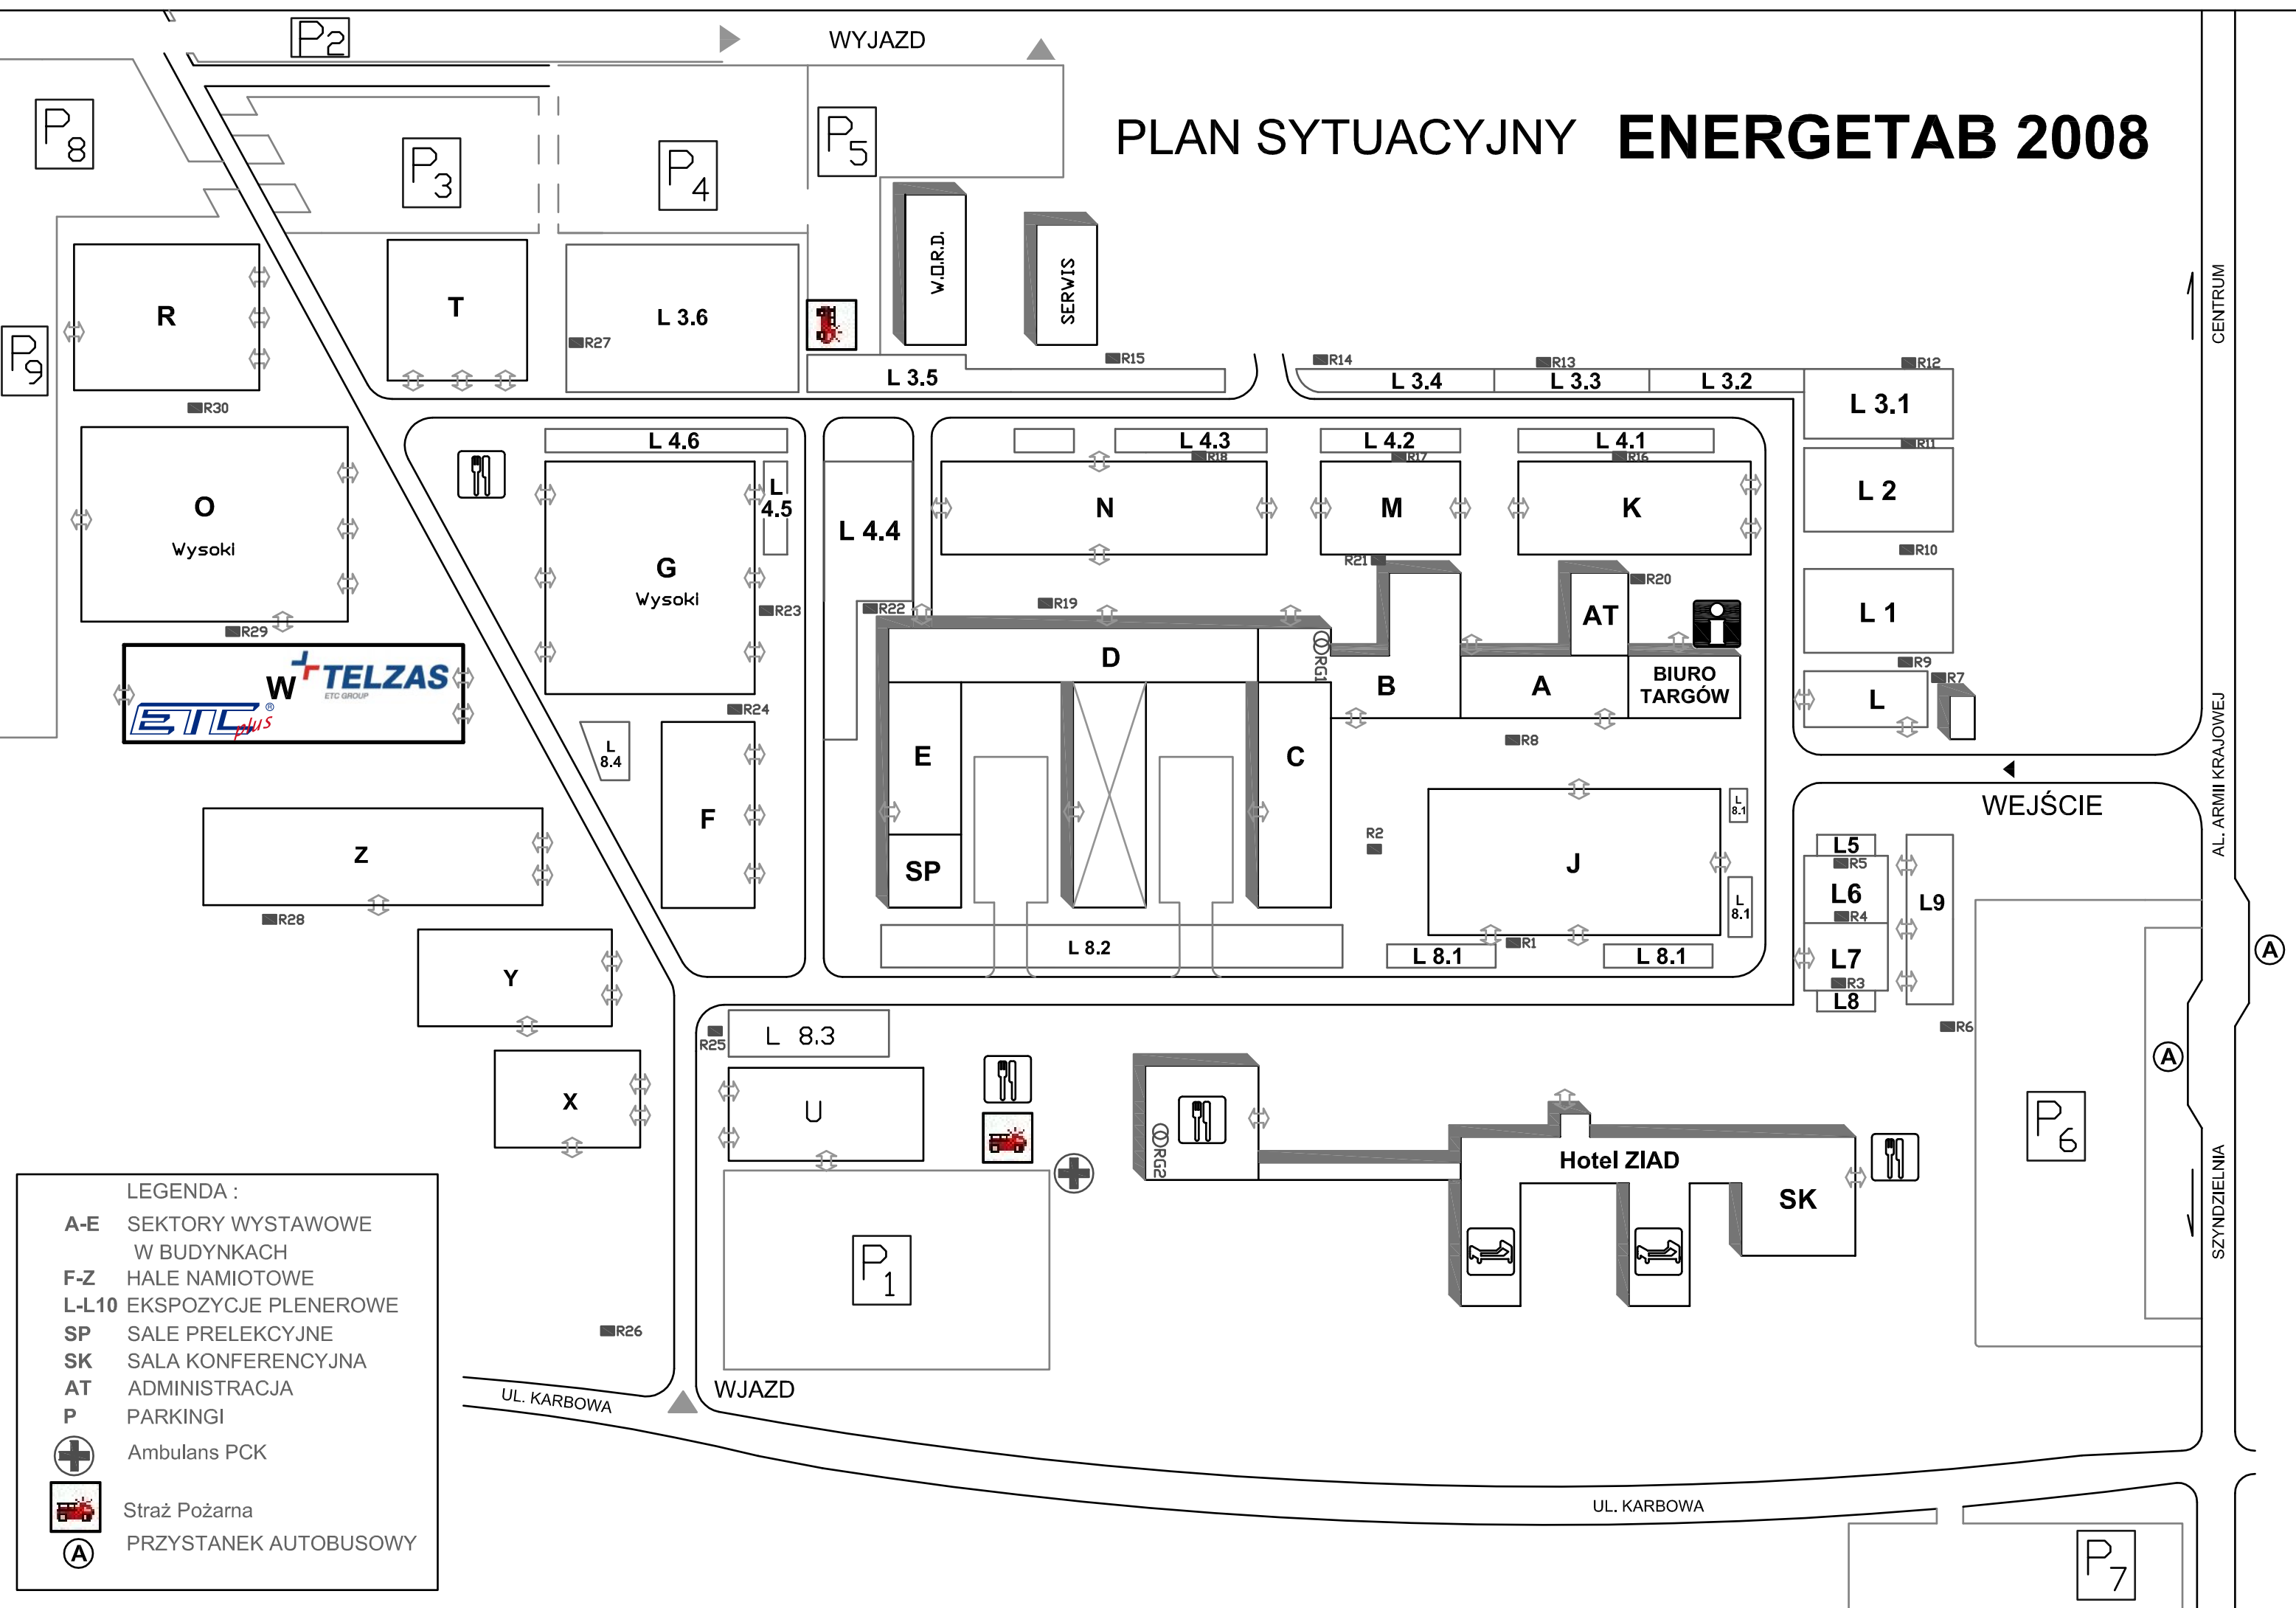 P2
WYJAZD
PLAN SYTUACYJNY ENERGETAB 2008
P8
P3
P4
P5
W.O.R.D.
SERWIS
CENTRUM
R
T
L 3.6
R27
P9
R30
L 3.5
R15
R14
R13
R12
L 3.4
L 3.3
L 3.2
L 3.1
R11
L 4.6
L 4.3
L 4.2
L 4.1
R18
R17
R16
O
Wysoki
L
4.5
L 4.4
N
M
K
L 2
G
Wysoki
R21
R20
R10
R23
R22
R19
AT
L 1
R29
RG1
D
B
A
BIURO
TARGÓW
R9
R7
L
W
TELZAS
ETC GROUP
ETC plus ®
R24
R8
AL. ARMII KRAJOWEJ
L
8.4
E
C
F
WEJŚCIE
L
8.1
R2
Z
SP
J
L5
R5
L6
R4
L9
L
8.1
R28
L7
R3
L8
A
Y
L 8.2
L 8.1
R1
L 8.1
R6
R25
L 8.3
A
X
U
RG2
P6
Hotel ZIAD
SK
SZYNDZIELNIA
P1
R26
WJAZD
UL. KARBOWA
UL. KARBOWA
P7
LEGENDA :
A-E SEKTORY WYSTAWOWE
W BUDYNKACH
F-Z HALE NAMIOTOWE
L-L10 EKSPOZYCJE PLENEROWE
SP SALE PRELEKCYJNE
SK SALA KONFERENCYJNA
AT ADMINISTRACJA
P PARKINGI
Ambulans PCK
Straż Pożarna
A PRZYSTANEK AUTOBUSOWY